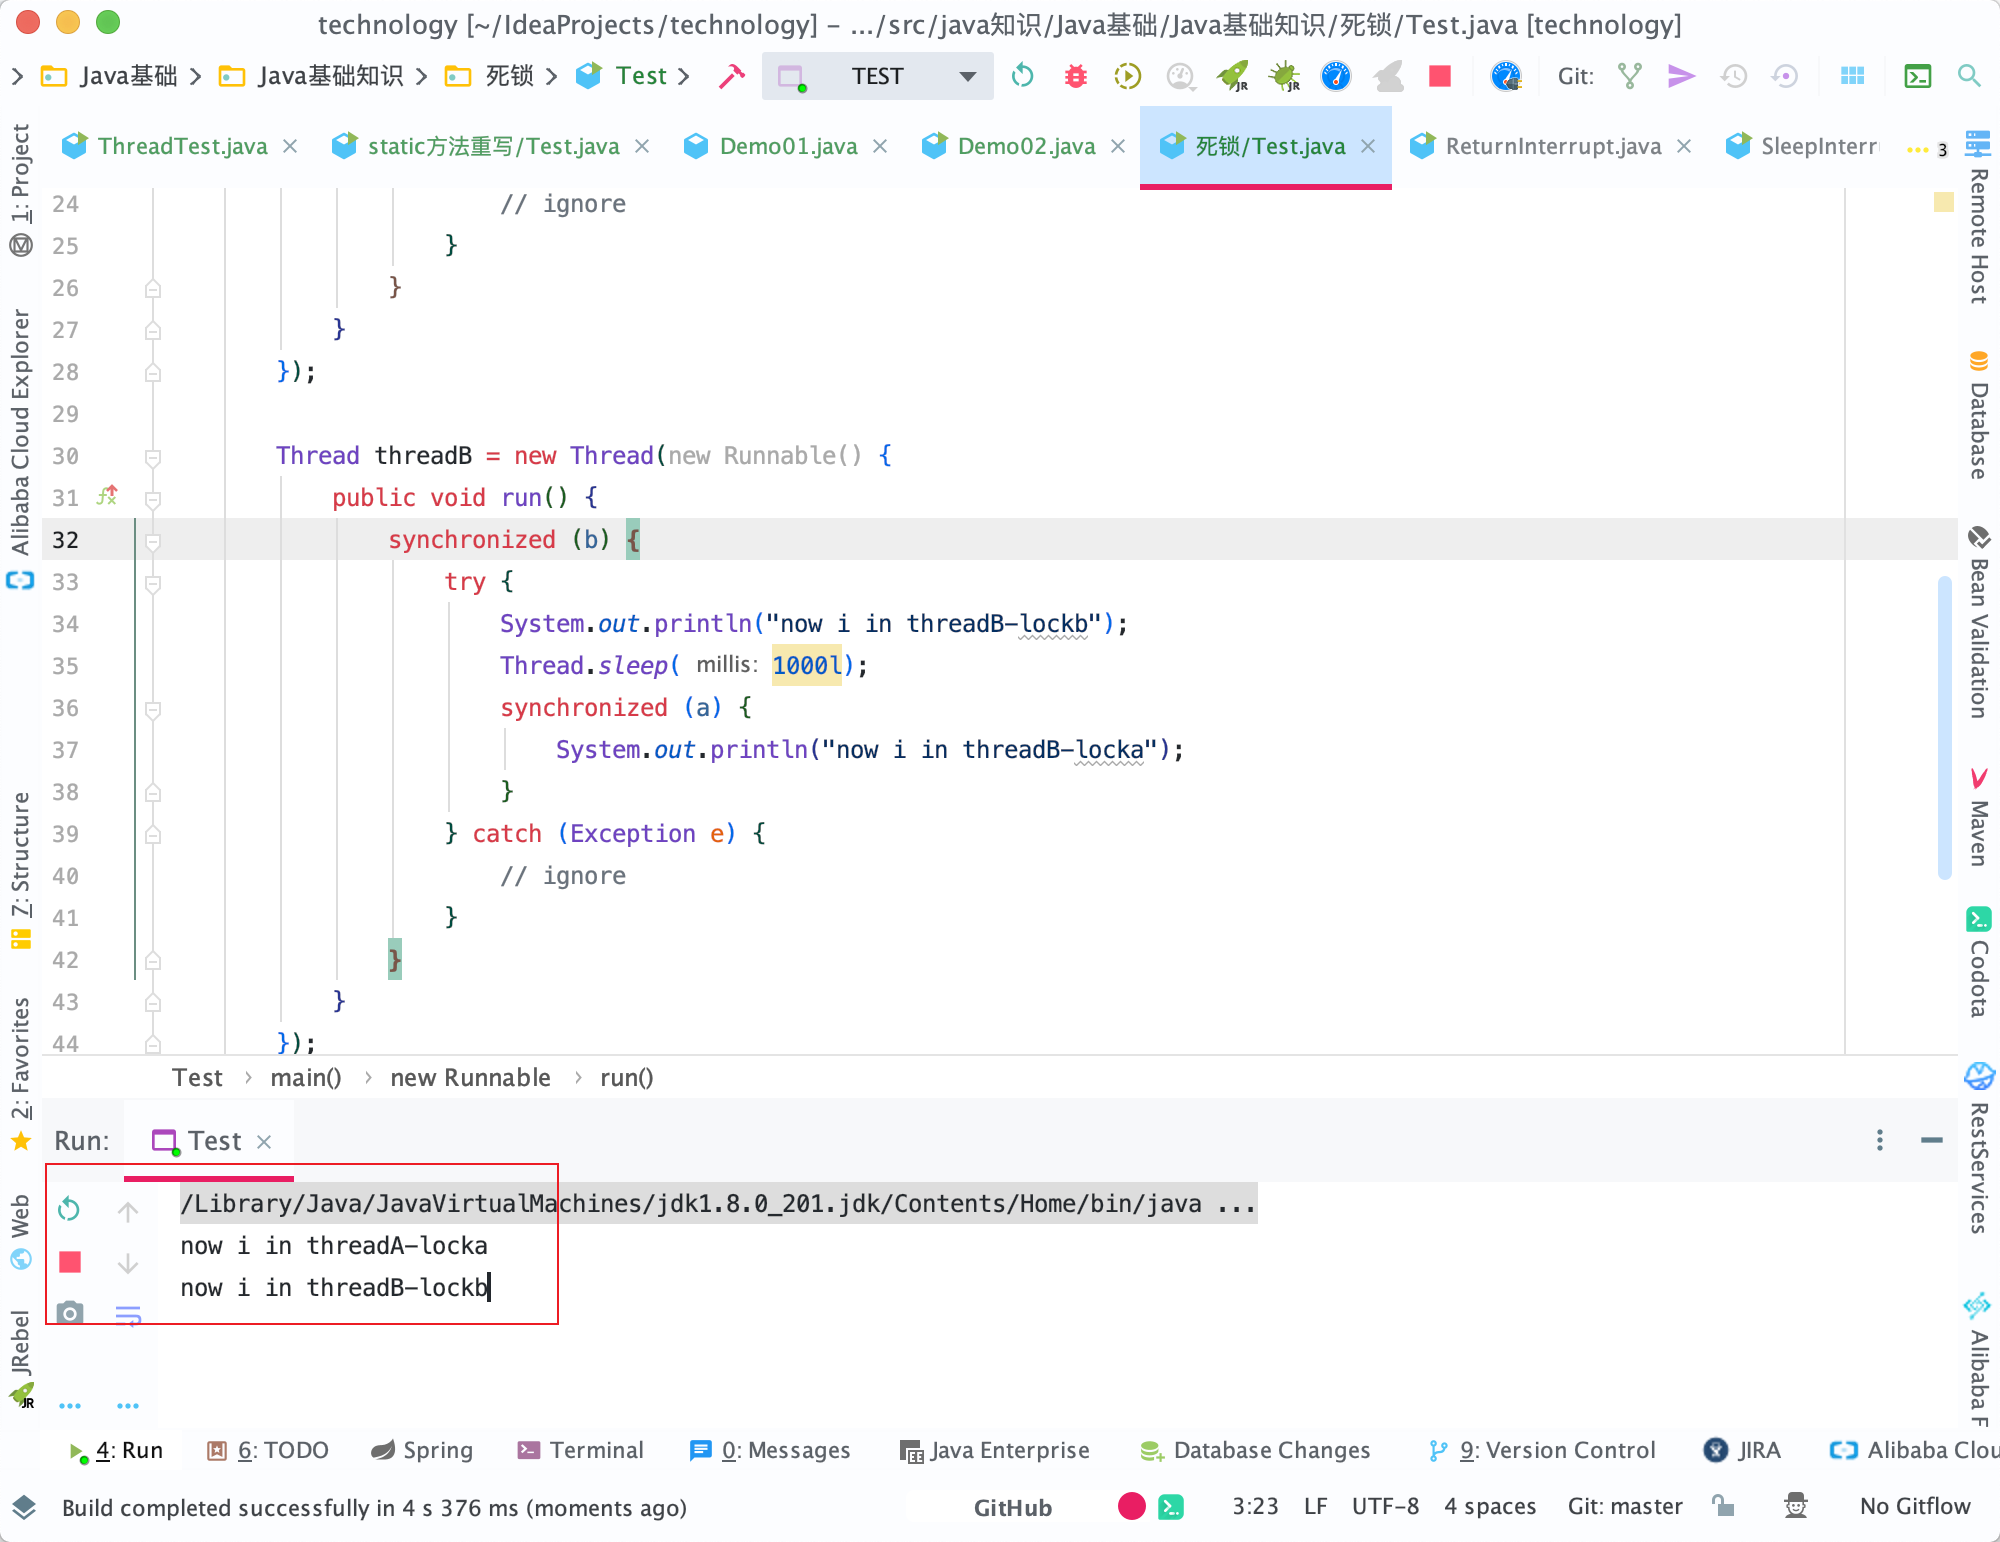 technology [~/IdeaProjects/technology] – .../src/java知识/Java基础/Java基础知识/死锁/Test.java [technology]
Java基础 Java基础知识 死锁 Test TEST Git:
ThreadTest.java static方法重写/Test.java Demo01.java Demo02.java 死锁/Test.java ReturnInterrupt.java SleepInterr 3
1: Project
Alibaba Cloud Explorer
7: Structure
2: Favorites
Web
JRebel
24 // ignore
25 }
26 }
27 }
28 });
29
30 Thread threadB = new Thread(new Runnable() {
31 public void run() {
32 synchronized (b) {
33 try {
34 System.out.println("now i in threadB-lockb");
35 Thread.sleep( millis: 1000l);
36 synchronized (a) {
37 System.out.println("now i in threadB-locka");
38 }
39 } catch (Exception e) {
40 // ignore
41 }
42 }
43 }
44 });
Remote Host
Database
Bean Validation
Maven
Codota
RestServices
Alibaba F
Test › main() › new Runnable › run()
Run: Test
/Library/Java/JavaVirtualMachines/jdk1.8.0_201.jdk/Contents/Home/bin/java ...
now i in threadA-locka
now i in threadB-lockb
4: Run 6: TODO Spring Terminal 0: Messages Java Enterprise Database Changes 9: Version Control JIRA Alibaba Clou
Build completed successfully in 4 s 376 ms (moments ago) GitHub 3:23 LF UTF-8 4 spaces Git: master No Gitflow